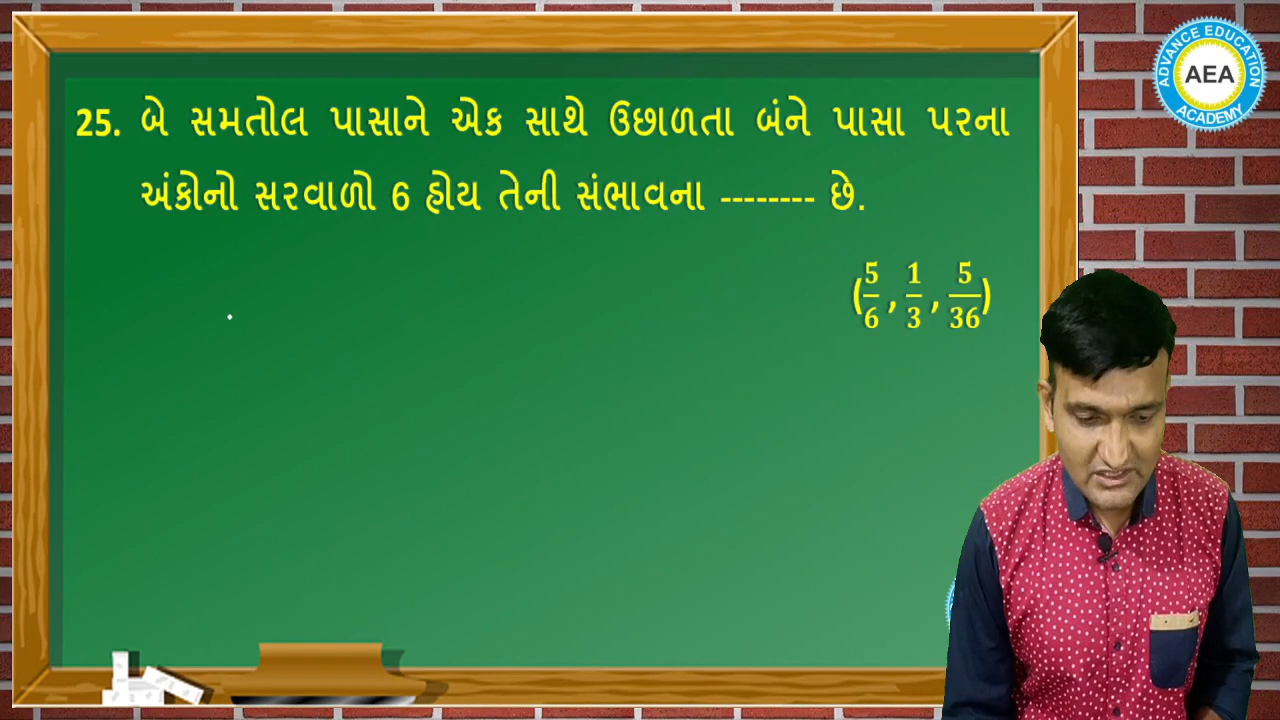 25. બે સમતોલ પાસાને એક સાથે ઉછાળતા બંને પાસા પરના
અંકોનો સરવાળો 6 હોય તેની સંભાવના -------- છે.
(5/6 , 1/3 , 5/36)
ADVANCE EDUCATION
AEA
ACADEMY